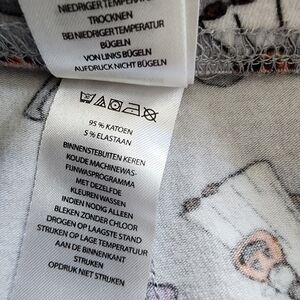 NIEDRIGER TEMPERATUR
TROCKNEN
BEI NIEDRIGER TEMPERATUR
BÜGELN
VON LINKS BÜGELN
AUFDRUCK NICHT BÜGELN
95 % KATOEN
5 % ELASTAAN
BINNENSTEBUITEN KEREN
KOUDE MACHINEWAS-
FIJNWASPROGRAMMA
MET DEZELFDE
KLEUREN WASSEN
INDIEN NODIG ALLEEN
BLEKEN ZONDER CHLOOR
DROGEN OP LAAGSTE STAND
STRIJKEN OP LAGE TEMPERATUUR
AAN DE BINNENKANT
STRIJKEN
OPDRUK NIET STRIJKEN